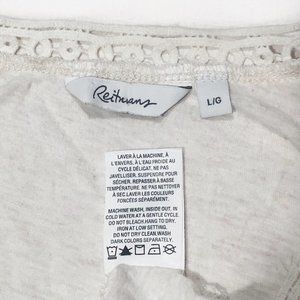 Reitmans
L/G
LAVER À LA MACHINE, À
L'ENVERS, À L'EAU FROIDE AU
CYCLE DÉLICAT, NE PAS
JAVELLISER, SUSPENDRE POUR
SÉCHER, REPASSER À BASSE
TEMPÉRATURE, NE PAS NETTOYER
À SEC. LAVER LES COULEURS
FONCÉES SÉPARÉMENT.
MACHINE WASH, INSIDE OUT, IN
COLD WATER AT A GENTLE CYCLE.
DO NOT BLEACH. HANG TO DRY.
IRON AT LOW SETTING.
DO NOT DRY CLEAN. WASH
DARK COLORS SEPARATELY.